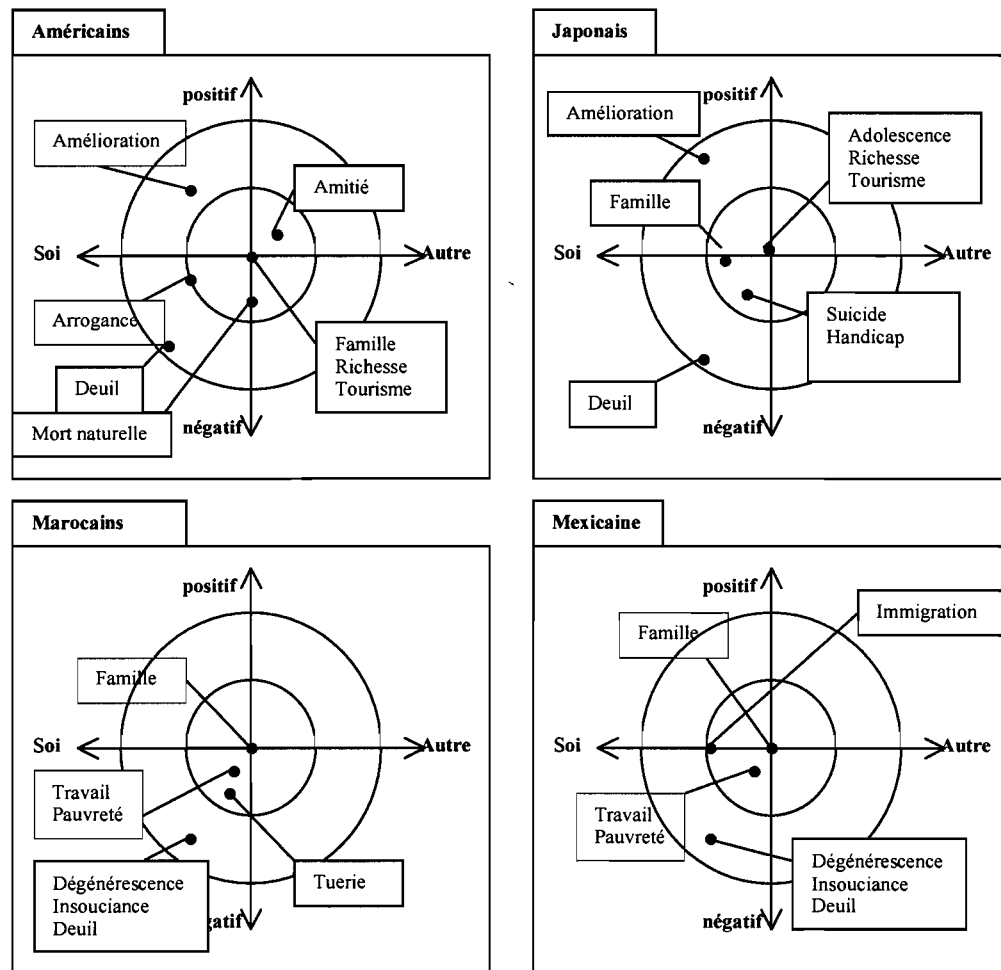 Américains
positif
Amélioration
Amitié
Soi
Autre
Arrogance
Famille
Richesse
Tourisme
Deuil
Mort naturelle
négatif
Japonais
positif
Amélioration
Adolescence
Richesse
Tourisme
Famille
Soi
Autre
Suicide
Handicap
Deuil
négatif
Marocains
positif
Famille
Soi
Autre
Travail
Pauvreté
Tuerie
Dégénérescence
Insouciance
Deuil
gatif
Mexicaine
positif
Immigration
Famille
Soi
Autre
Travail
Pauvreté
Dégénérescence
Insouciance
Deuil
négatif